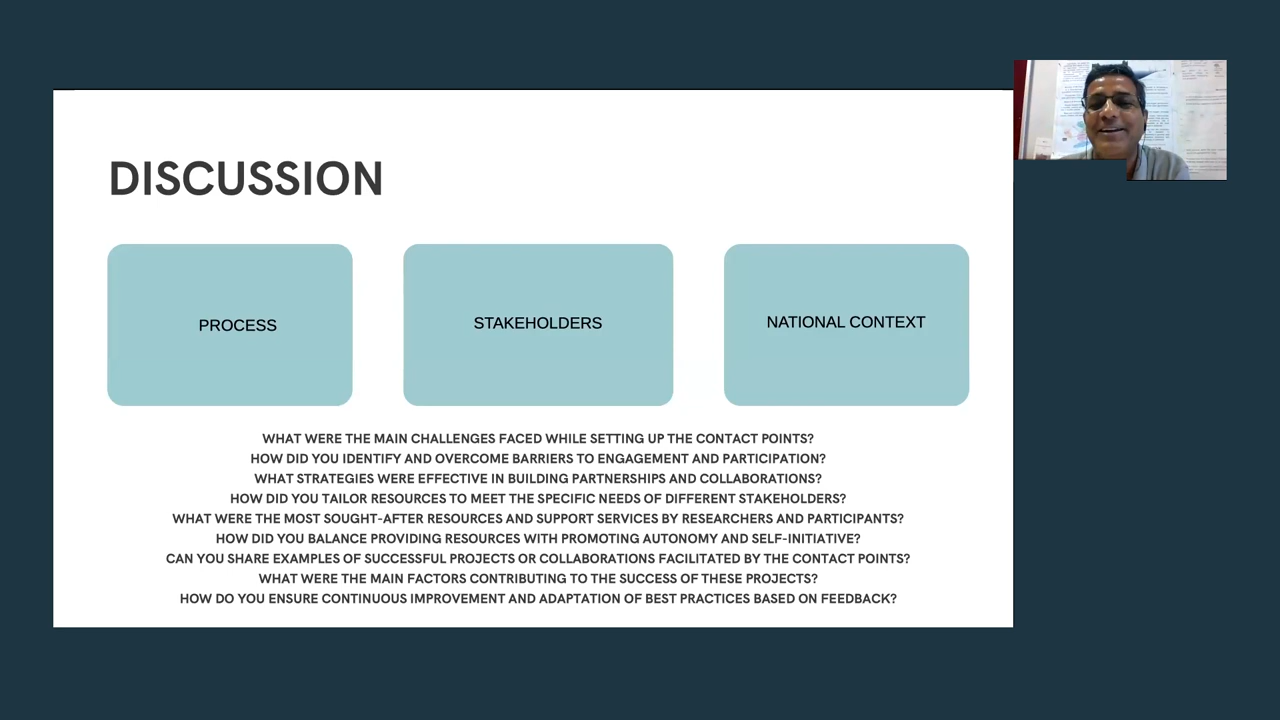 DISCUSSION
PROCESS
STAKEHOLDERS
NATIONAL CONTEXT
WHAT WERE THE MAIN CHALLENGES FACED WHILE SETTING UP THE CONTACT POINTS?
HOW DID YOU IDENTIFY AND OVERCOME BARRIERS TO ENGAGEMENT AND PARTICIPATION?
WHAT STRATEGIES WERE EFFECTIVE IN BUILDING PARTNERSHIPS AND COLLABORATIONS?
HOW DID YOU TAILOR RESOURCES TO MEET THE SPECIFIC NEEDS OF DIFFERENT STAKEHOLDERS?
WHAT WERE THE MOST SOUGHT-AFTER RESOURCES AND SUPPORT SERVICES BY RESEARCHERS AND PARTICIPANTS?
HOW DID YOU BALANCE PROVIDING RESOURCES WITH PROMOTING AUTONOMY AND SELF-INITIATIVE?
CAN YOU SHARE EXAMPLES OF SUCCESSFUL PROJECTS OR COLLABORATIONS FACILITATED BY THE CONTACT POINTS?
WHAT WERE THE MAIN FACTORS CONTRIBUTING TO THE SUCCESS OF THESE PROJECTS?
HOW DO YOU ENSURE CONTINUOUS IMPROVEMENT AND ADAPTATION OF BEST PRACTICES BASED ON FEEDBACK?